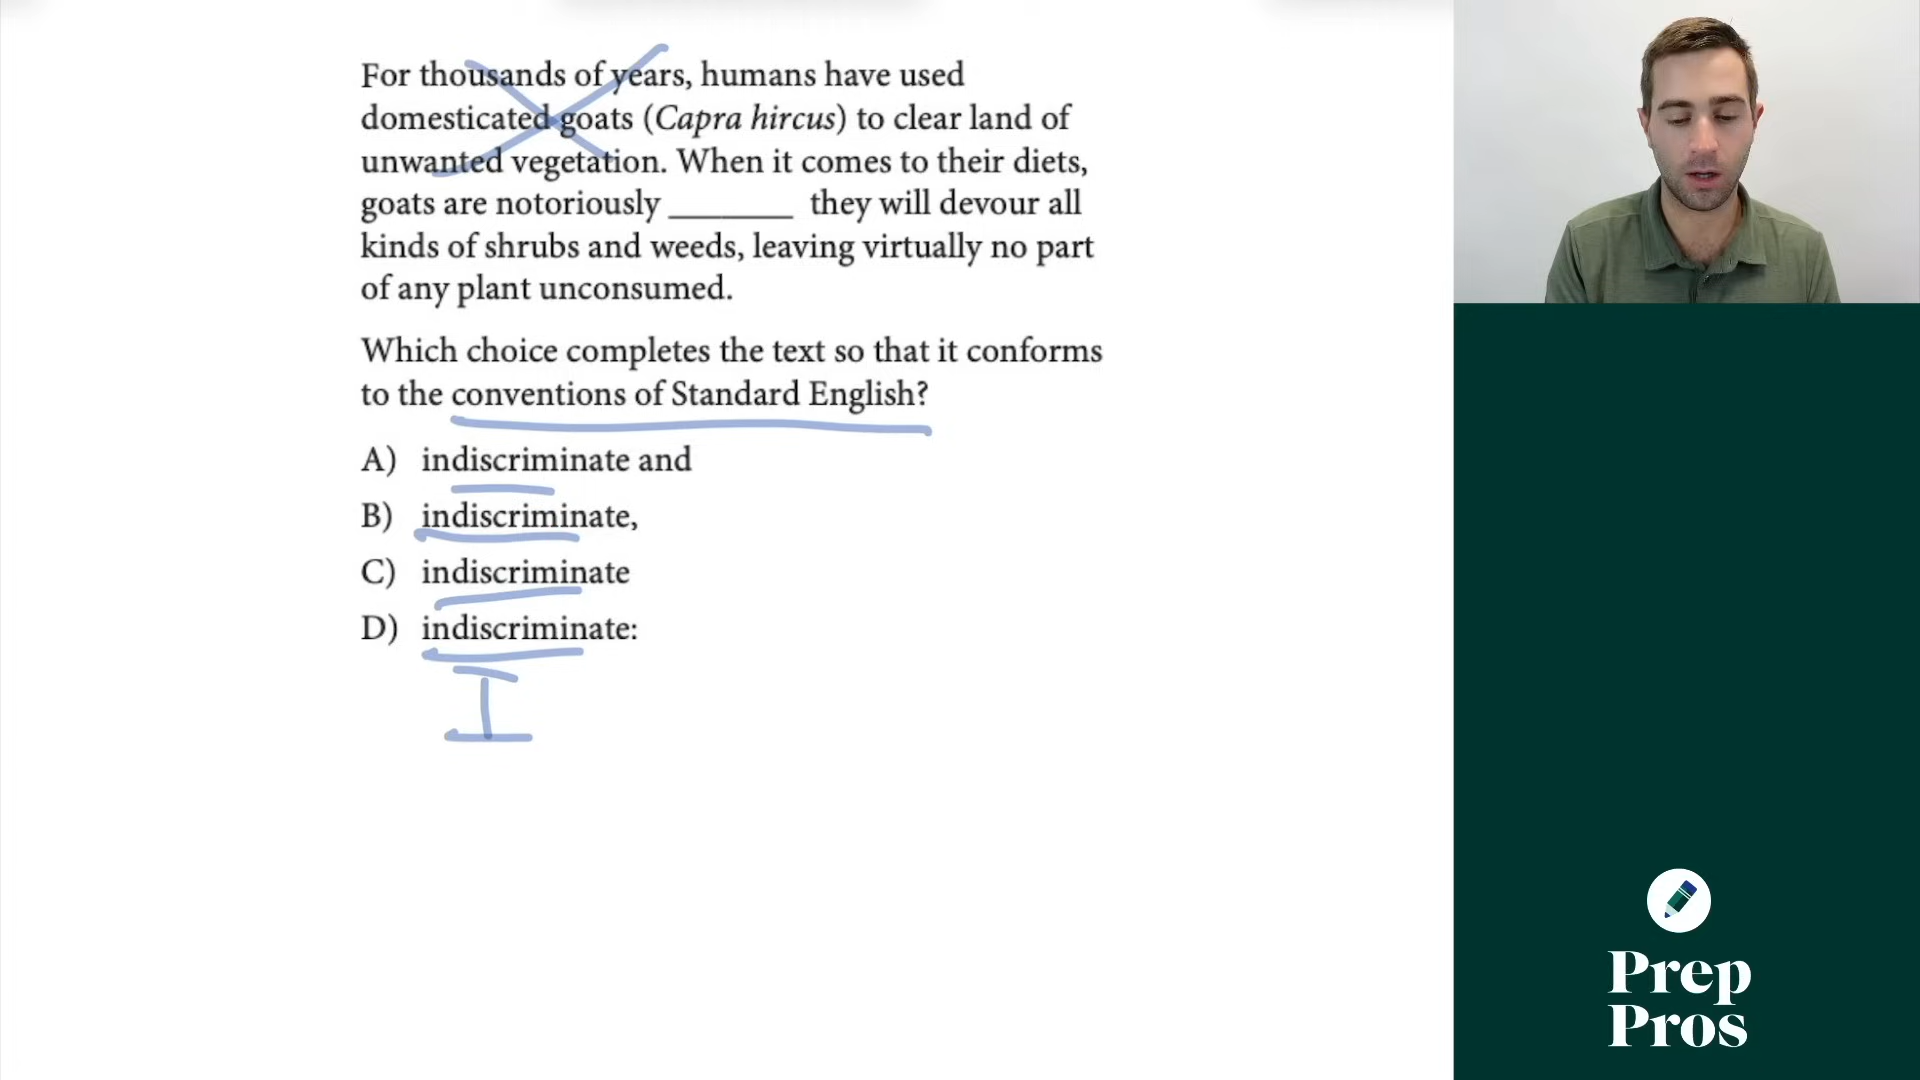 For thousands of years, humans have used
domesticated goats (Capra hircus) to clear land of
unwanted vegetation. When it comes to their diets,
goats are notoriously ________ they will devour all
kinds of shrubs and weeds, leaving virtually no part
of any plant unconsumed.
Which choice completes the text so that it conforms
to the conventions of Standard English?
A) indiscriminate and
B) indiscriminate,
C) indiscriminate
D) indiscriminate:
I
Prep
Pros